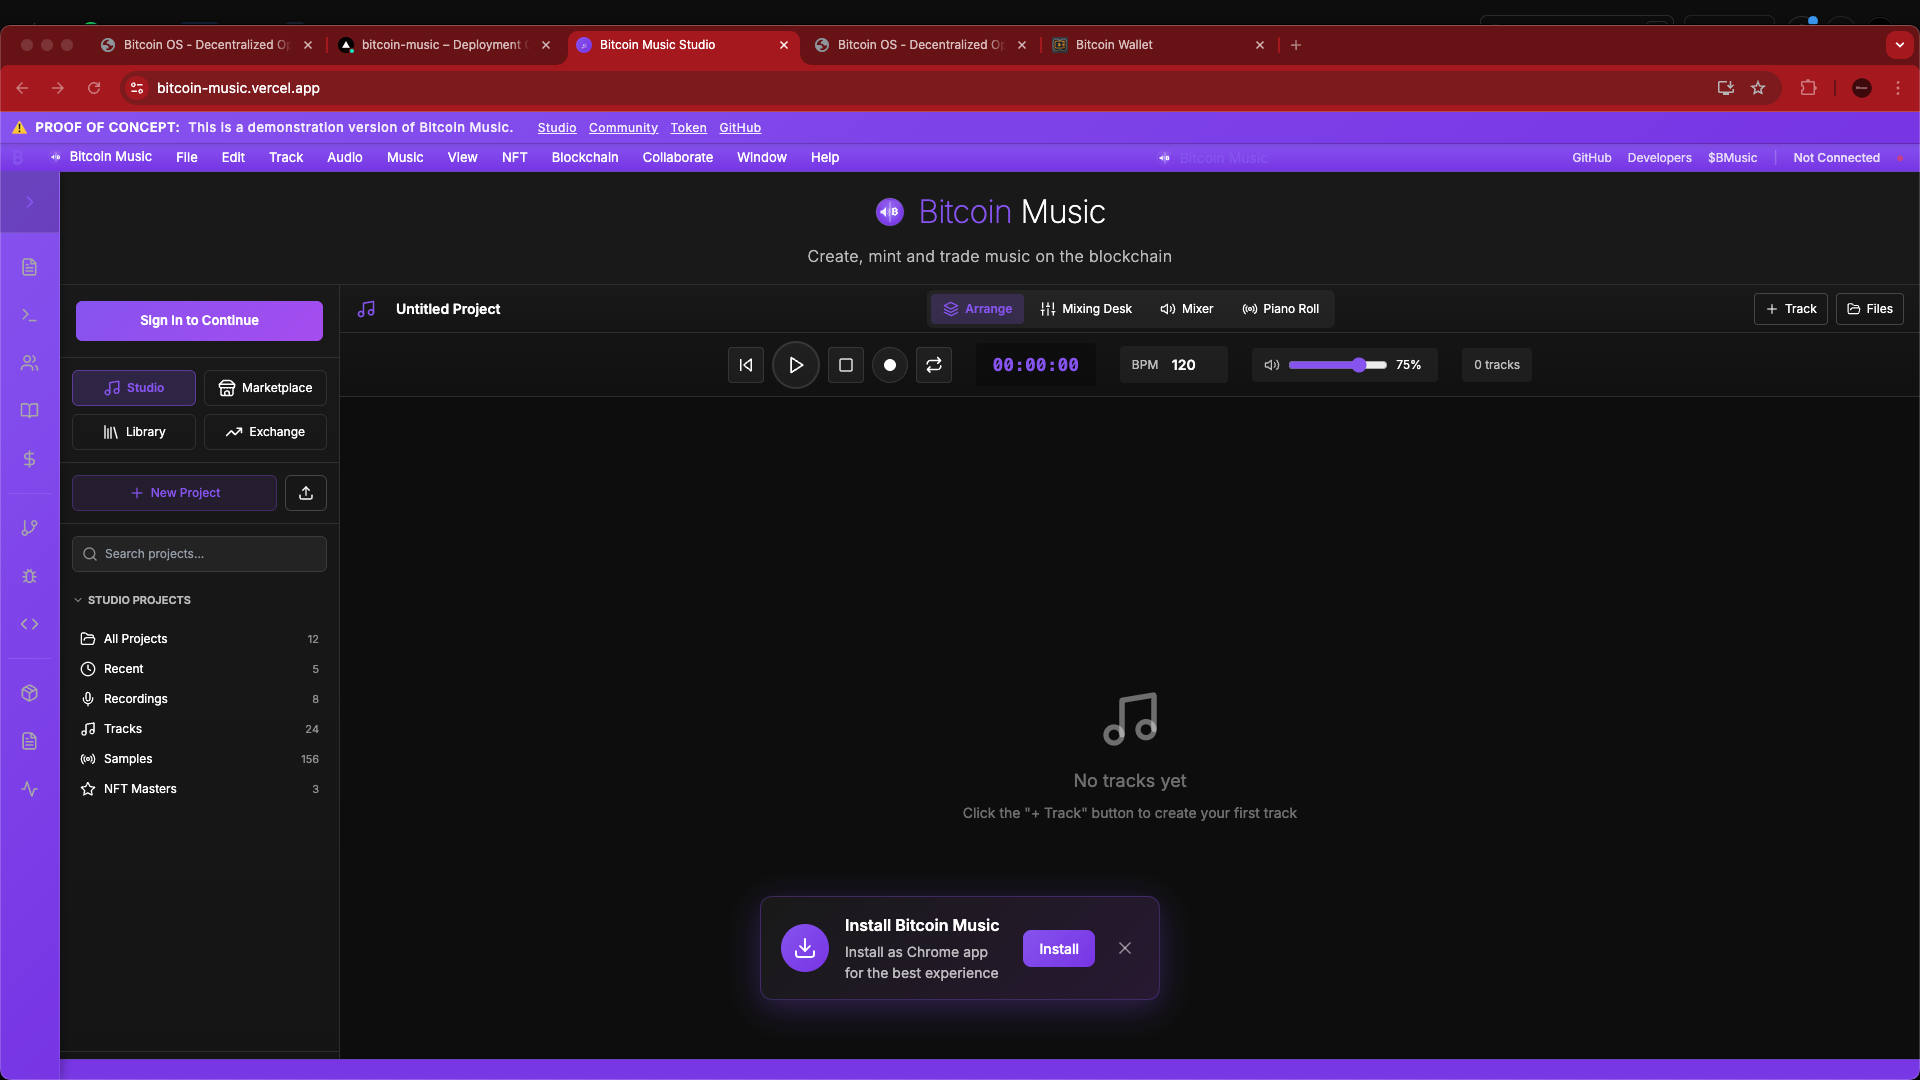 Bitcoin OS - Decentralized Op
bitcoin-music – Deployment
Bitcoin Music Studio
Bitcoin OS - Decentralized Op
Bitcoin Wallet
bitcoin-music.vercel.app
PROOF OF CONCEPT: This is a demonstration version of Bitcoin Music. Studio Community Token GitHub
Bitcoin Music File Edit Track Audio Music View NFT Blockchain Collaborate Window Help
Bitcoin Music
GitHub Developers $BMusic Not Connected
Bitcoin Music
Create, mint and trade music on the blockchain
Sign in to Continue
Studio
Marketplace
Library
Exchange
New Project
Search projects...
STUDIO PROJECTS
All Projects 12
Recent 5
Recordings 8
Tracks 24
Samples 156
NFT Masters 3
Untitled Project
Arrange
Mixing Desk
Mixer
Piano Roll
Track
Files
00:00:00
BPM 120
75%
0 tracks
No tracks yet
Click the "+ Track" button to create your first track
Install Bitcoin Music
Install as Chrome app
for the best experience
Install